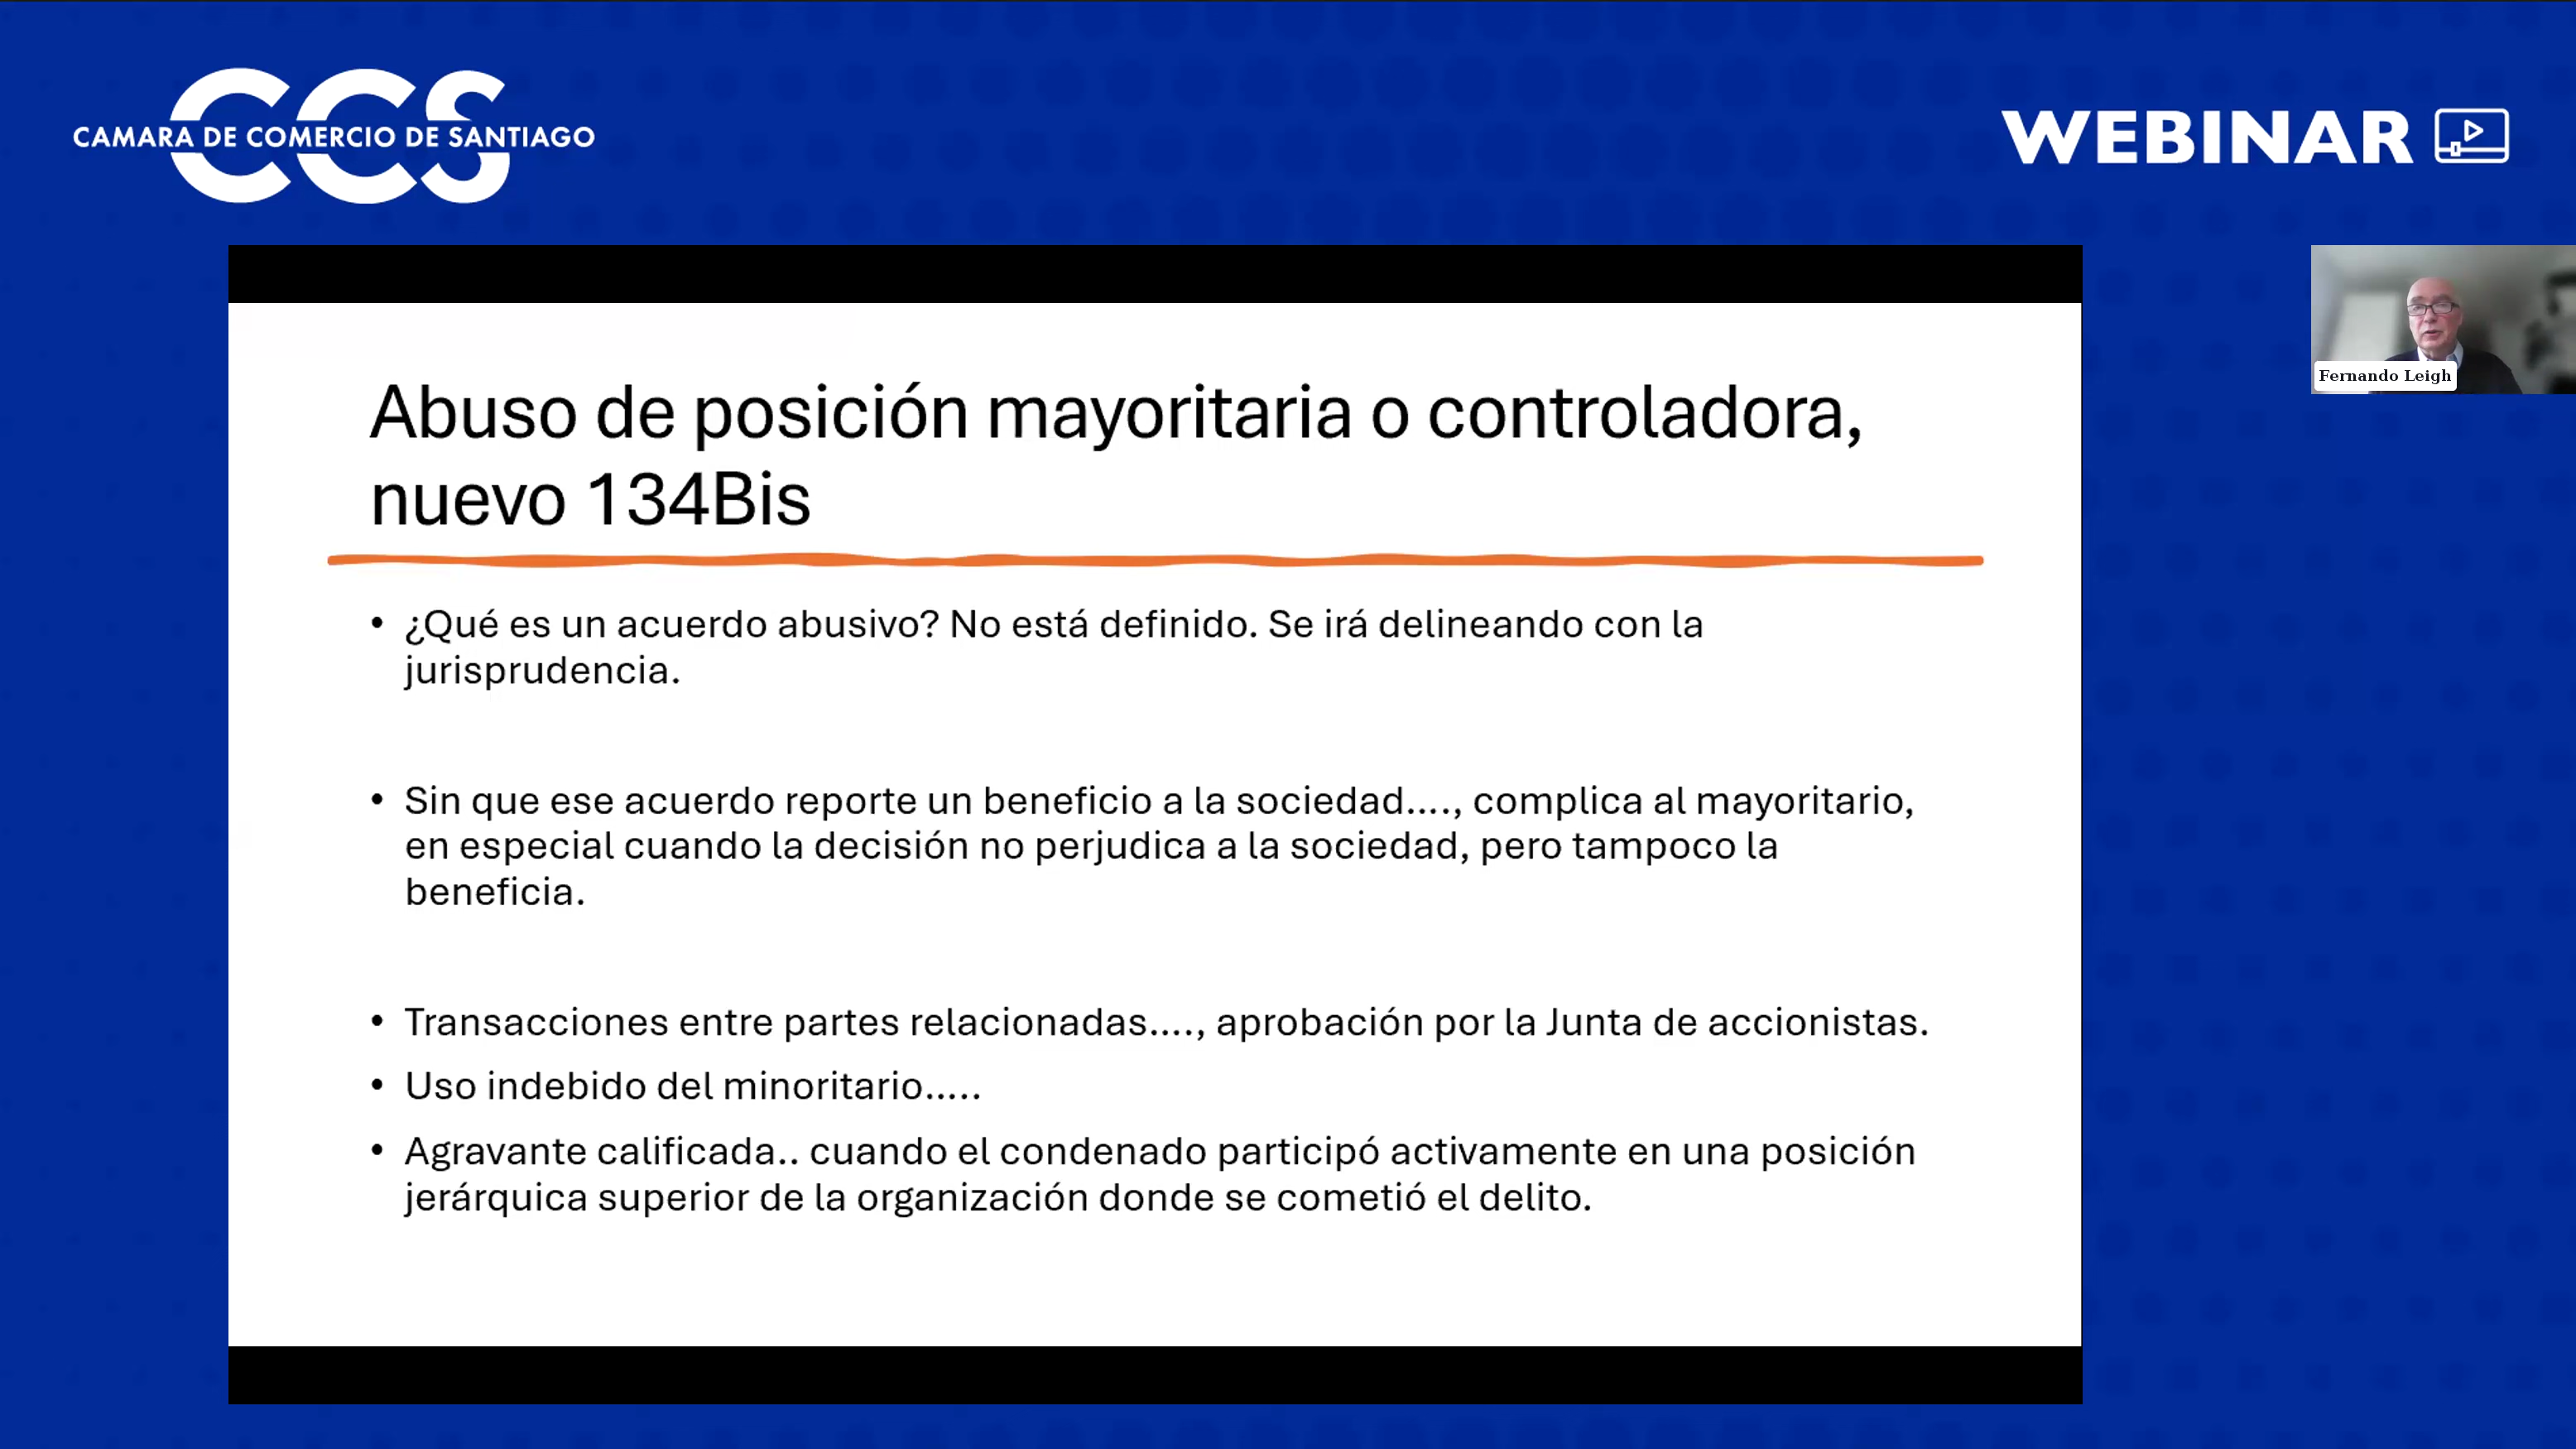 CCS
CAMARA DE COMERCIO DE SANTIAGO
WEBINAR
Fernando Leigh
Abuso de posición mayoritaria o controladora,
nuevo 134Bis
• ¿Qué es un acuerdo abusivo? No está definido. Se irá delineando con la
jurisprudencia.
• Sin que ese acuerdo reporte un beneficio a la sociedad...., complica al mayoritario,
en especial cuando la decisión no perjudica a la sociedad, pero tampoco la
beneficia.
• Transacciones entre partes relacionadas...., aprobación por la Junta de accionistas.
• Uso indebido del minoritario.....
• Agravante calificada.. cuando el condenado participó activamente en una posición
jerárquica superior de la organización donde se cometió el delito.